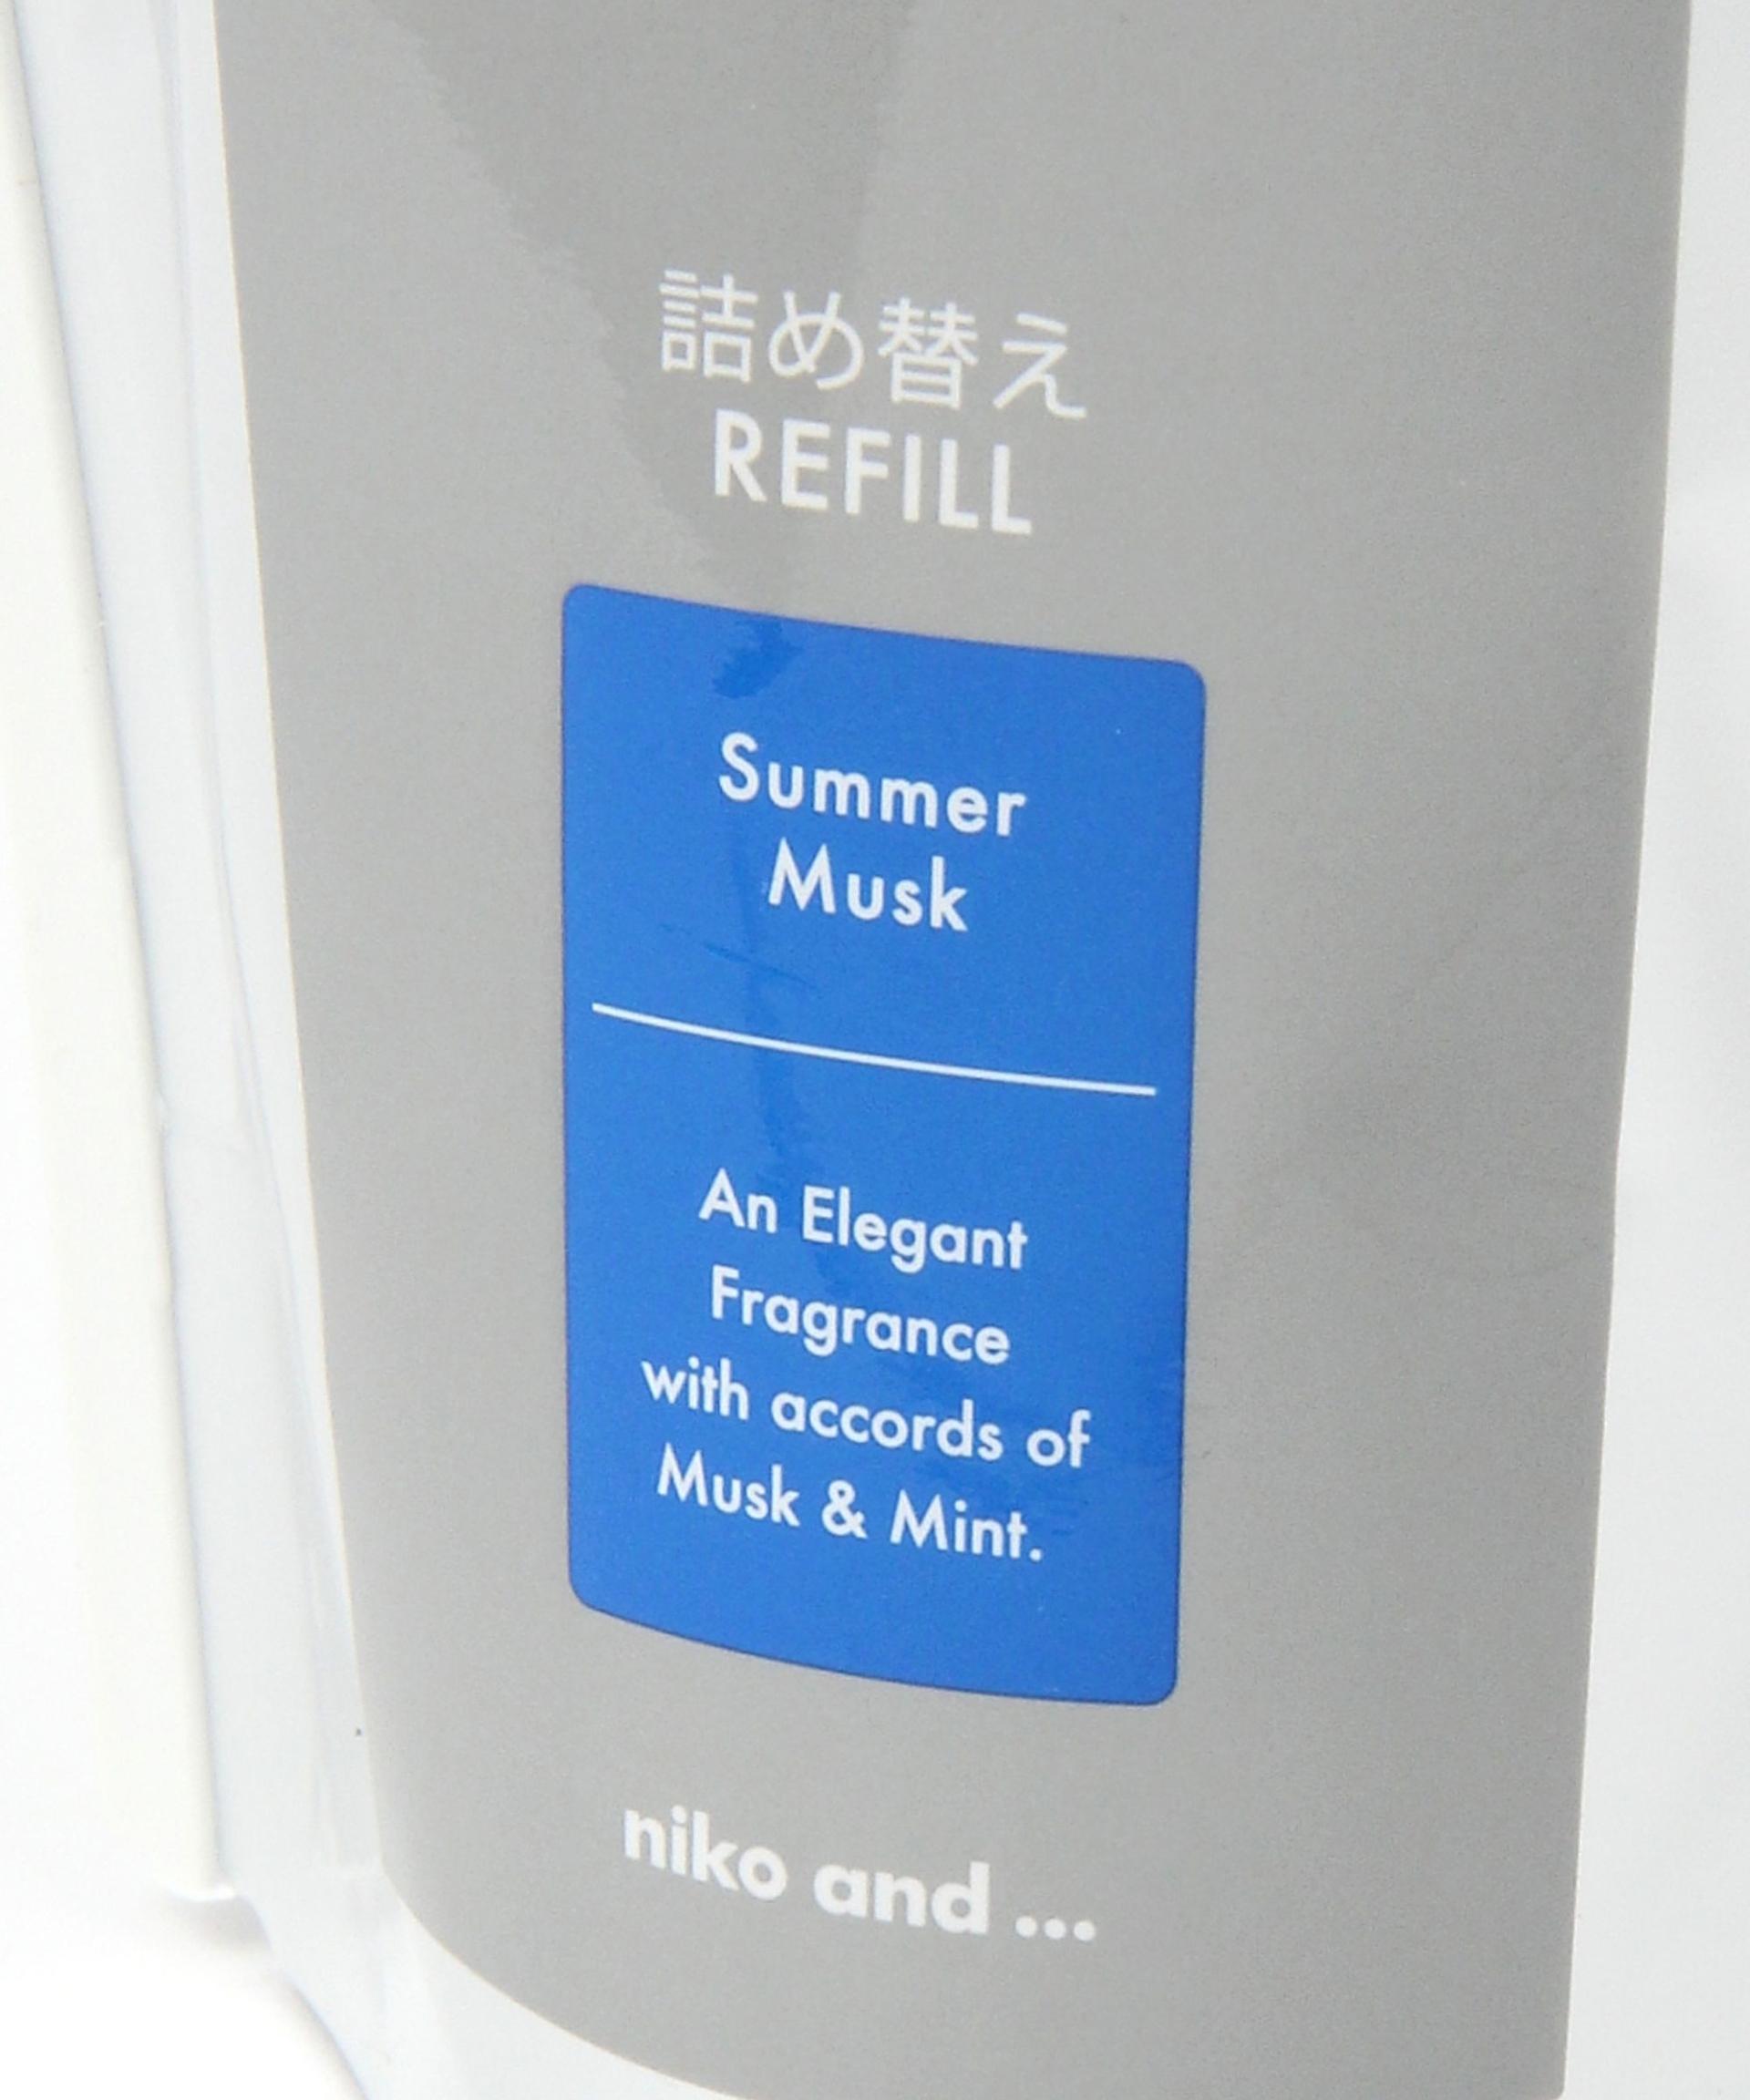 詰め替え
REFILL
Summer
Musk
An Elegant
Fragrance
with accords of
Musk & Mint.
niko and ...